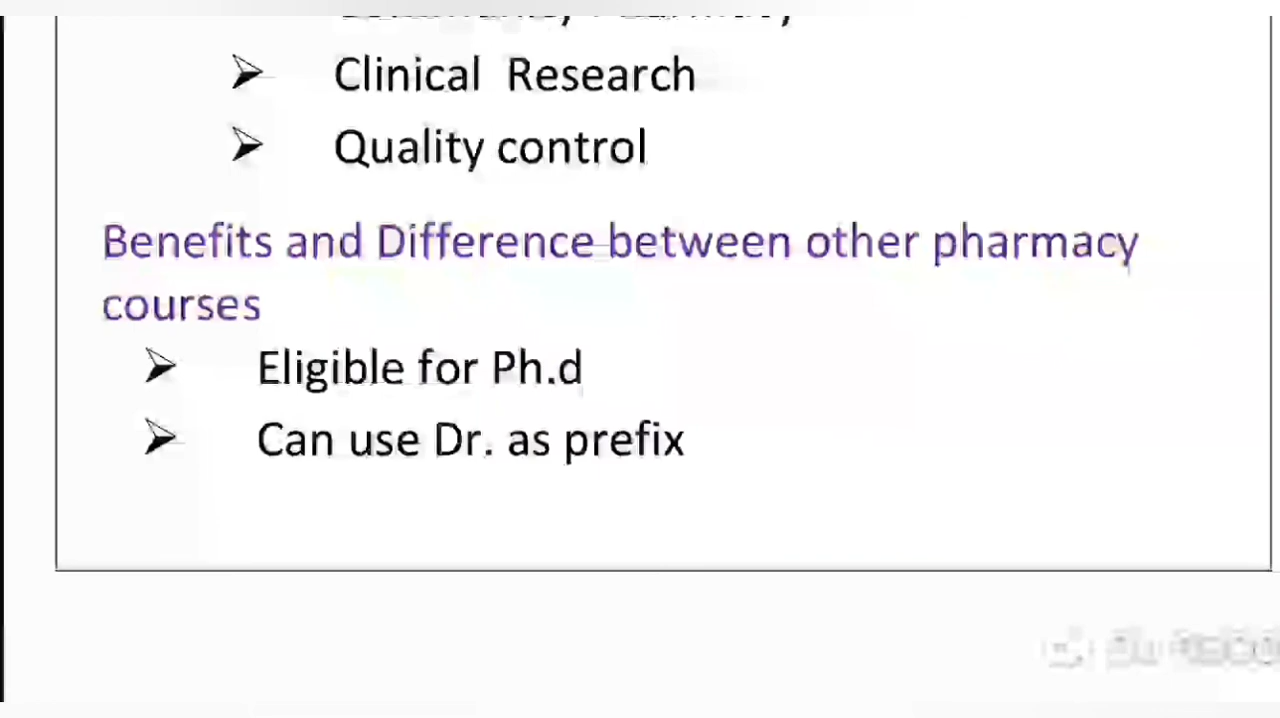 ➢ Clinical Research
➢ Quality control
Benefits and Difference between other pharmacy
courses
➢ Eligible for Ph.d
➢ Can use Dr. as prefix